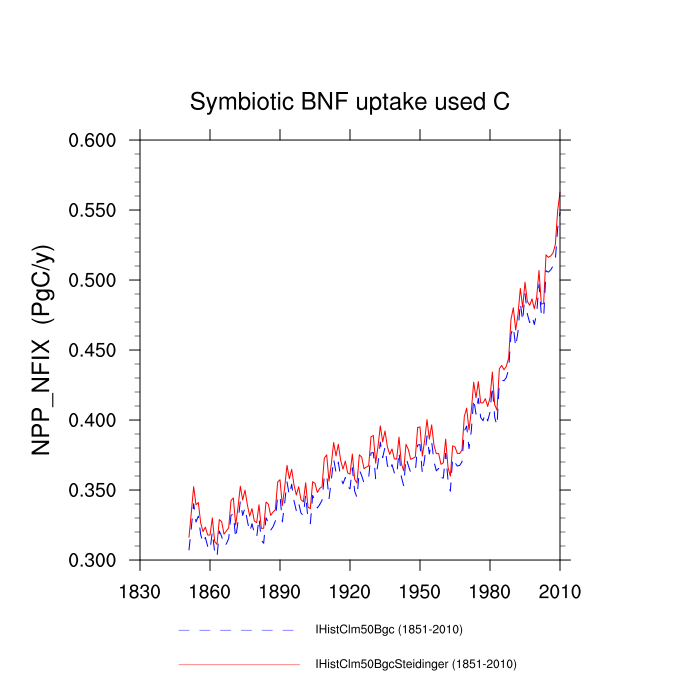 Symbiotic BNF uptake used C
NPP_NFIX (PgC/y)
0.600
0.550
0.500
0.450
0.400
0.350
0.300
1830 1860 1890 1920 1950 1980 2010
IHistClm50Bgc (1851-2010)
IHistClm50BgcSteidinger (1851-2010)